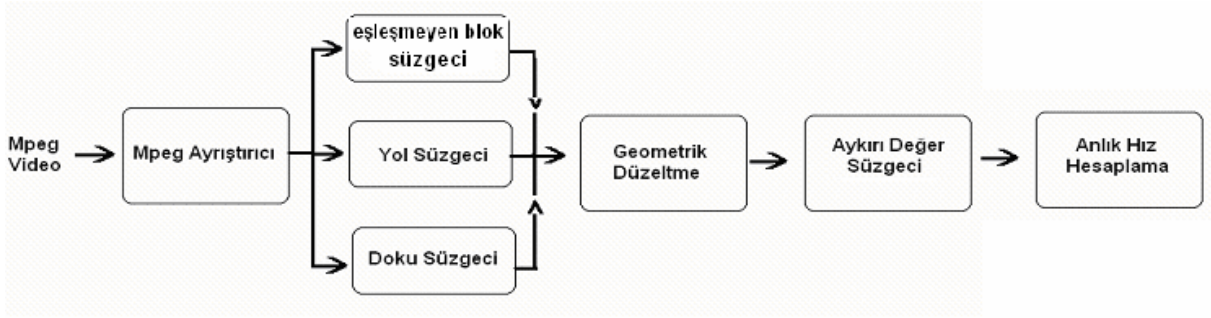 eşleşmeyen blok
süzgeci
Mpeg
Video
Mpeg Ayrıştırıcı
Yol Süzgeci
Doku Süzgeci
Geometrik
Düzeltme
Aykırı Değer
Süzgeci
Anlık Hız
Hesaplama